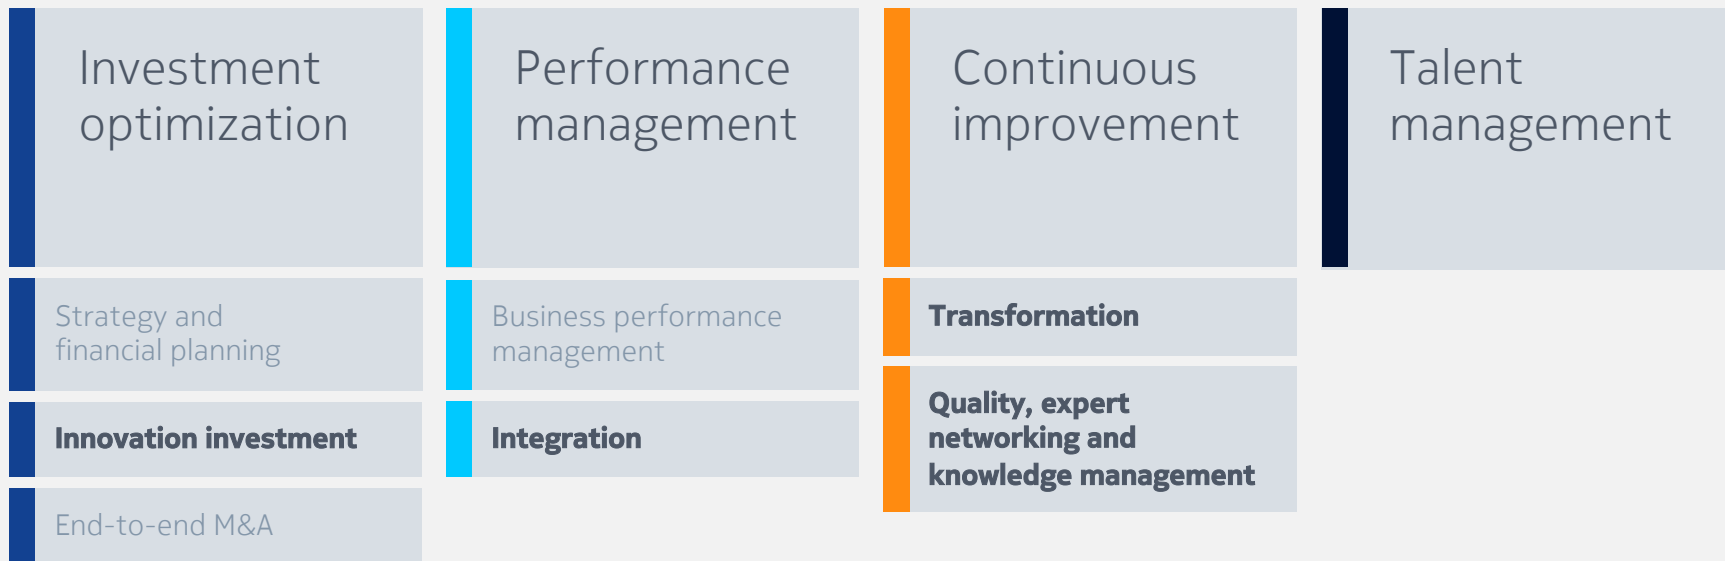 Investment
optimization
Strategy and
financial planning
Innovation investment
End-to-end M&A
Performance
management
Business performance
management
Integration
Continuous
improvement
Transformation
Quality, expert
networking and
knowledge management
Talent
management